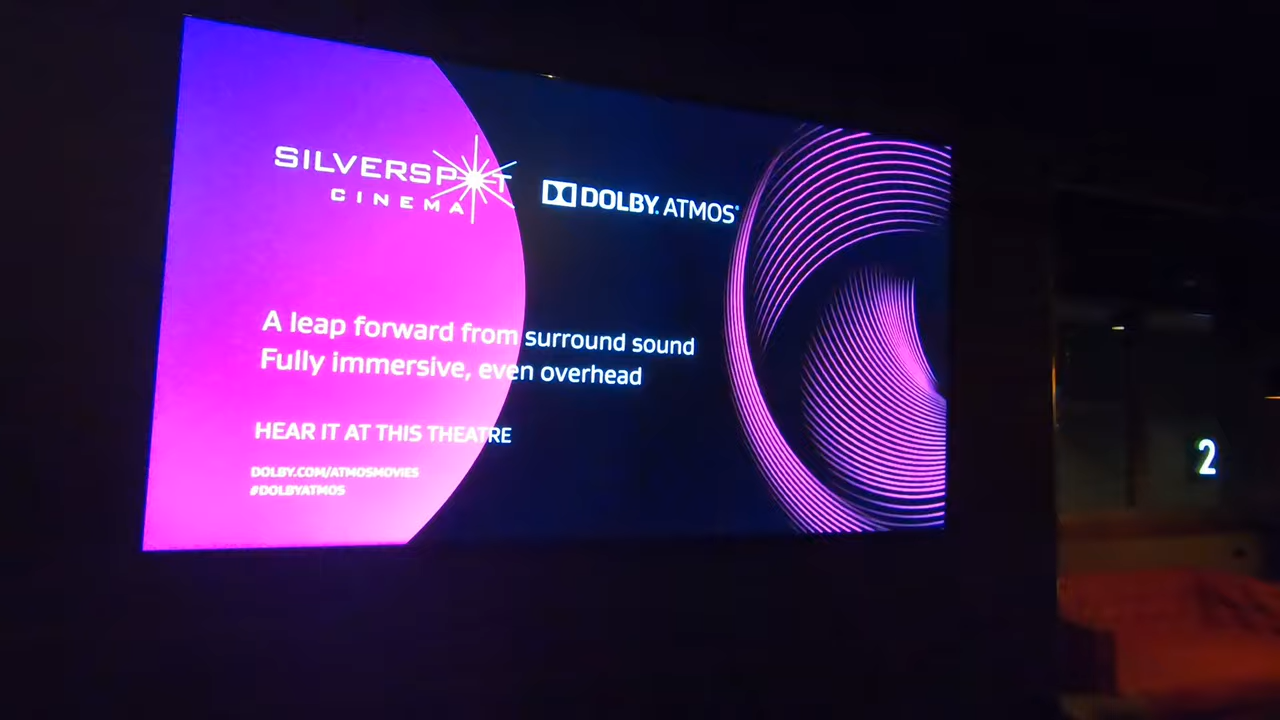 SILVERSPOT
CINEMA
DOLBY ATMOS
A leap forward from surround sound
Fully immersive, even overhead
HEAR IT AT THIS THEATRE
DOLBY.COM/ATMOSMOVIES
#DOLBYATMOS
2